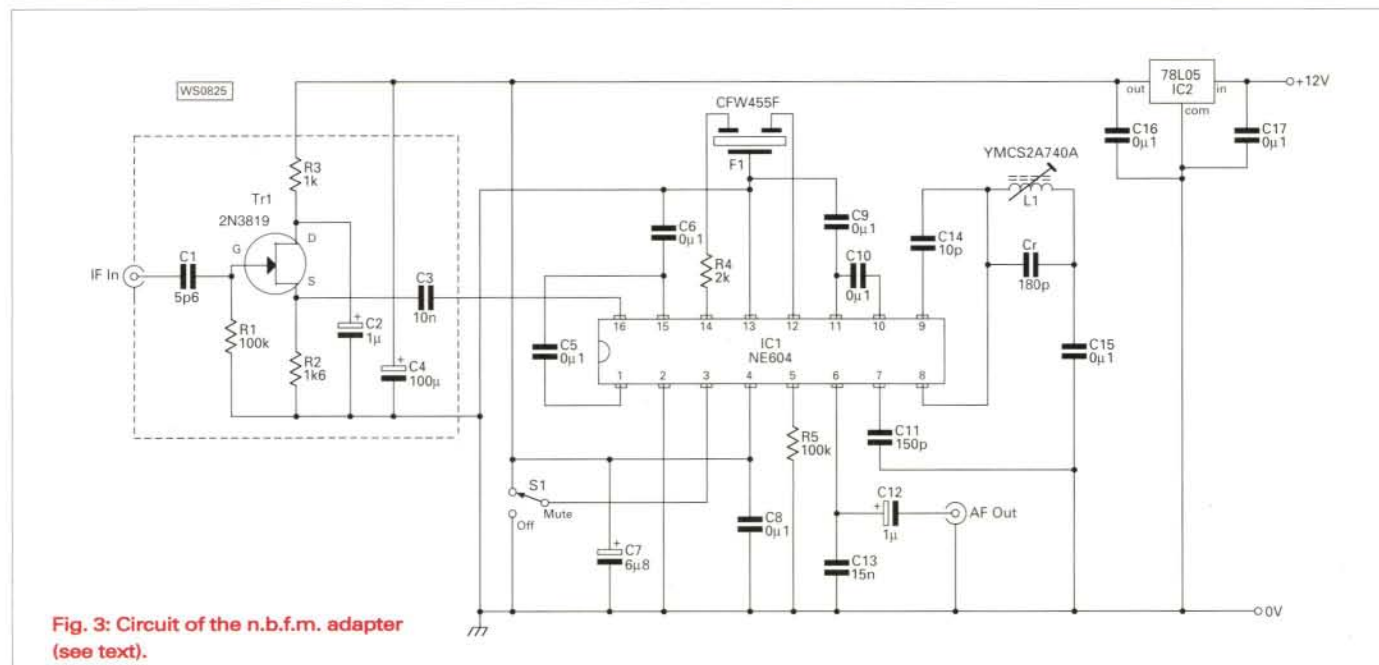 WS0825
78L05
IC2
out
in
com
+12V
C16
0µ1
C17
0µ1
CFW455F
F1
YMCS2A740A
L1
R3
1k
Tr1
2N3819
G
D
S
IF In
C1
5p6
R1
100k
R2
1k6
C2
+
1µ
C3
10n
C4
+
100µ
C6
0µ1
R4
2k
C9
0µ1
C10
0µ1
C14
10p
Cr
180p
C5
0µ1
16 15 14 13 12 11 10 9
IC1
NE604
1 2 3 4 5 6 7 8
C15
0µ1
R5
100k
C11
150p
S1
Mute
Off
C7
+
6µ8
C8
0µ1
C12
+
1µ
AF Out
C13
15n
0V
Fig. 3: Circuit of the n.b.f.m. adapter
(see text).